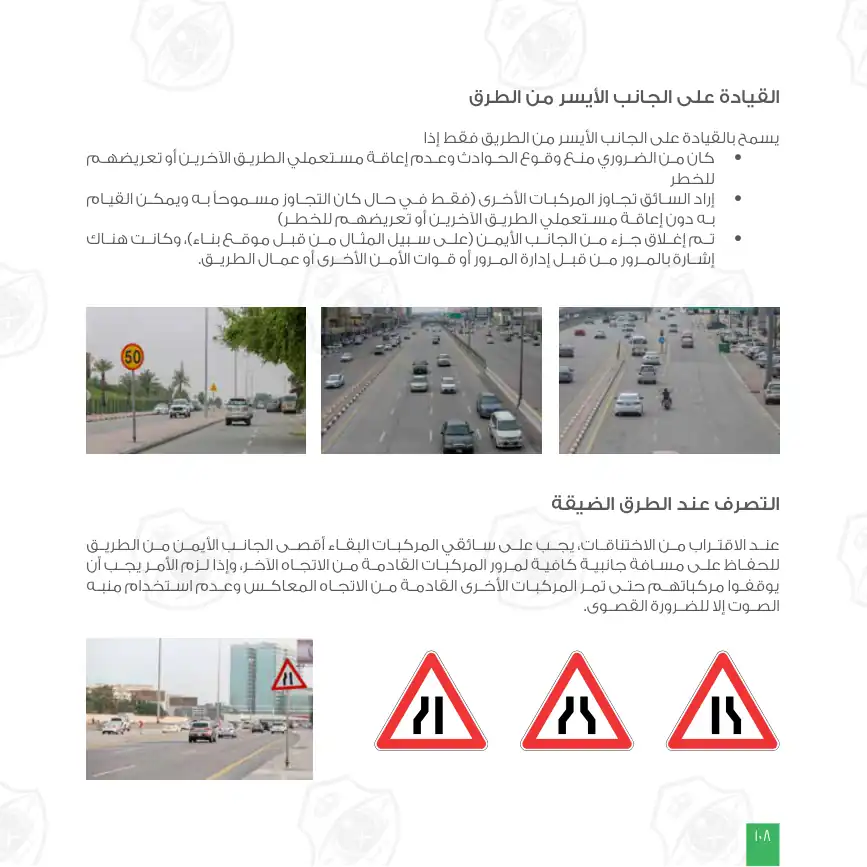 القيادة على الجانب الأيسر من الطرق
يسمح بالقيادة على الجانب الأيسر من الطريق فقط إذا
• كان من الضروري منع وقوع الحوادث وعدم إعاقة مستعملي الطريق الآخرين أو تعريضهم
للخطر
• إراد السائق تجاوز المركبات الأخرى (فقط في حال كان التجاوز مسموحاً به ويمكن القيام
به دون إعاقة مستعملي الطريق الآخرين أو تعريضهم للخطر)
• تم إغلاق جزء من الجانب الأيمن (على سبيل المثال من قبل موقع بناء)، وكانت هناك
إشارة بالمرور من قبل إدارة المرور أو قوات الأمن الأخرى أو عمال الطريق.
50
التصرف عند الطرق الضيقة
عند الاقتراب من الاختناقات، يجب على سائقي المركبات البقاء أقصى الجانب الأيمن من الطريق
للحفاظ على مسافة جانبية كافية لمرور المركبات القادمة من الاتجاه الآخر، وإذا لزم الأمر يجب أن
يوقفوا مركباتهم حتى تمر المركبات الأخرى القادمة من الاتجاه المعاكس وعدم استخدام منبه
الصوت إلا للضرورة القصوى.
١٠٨